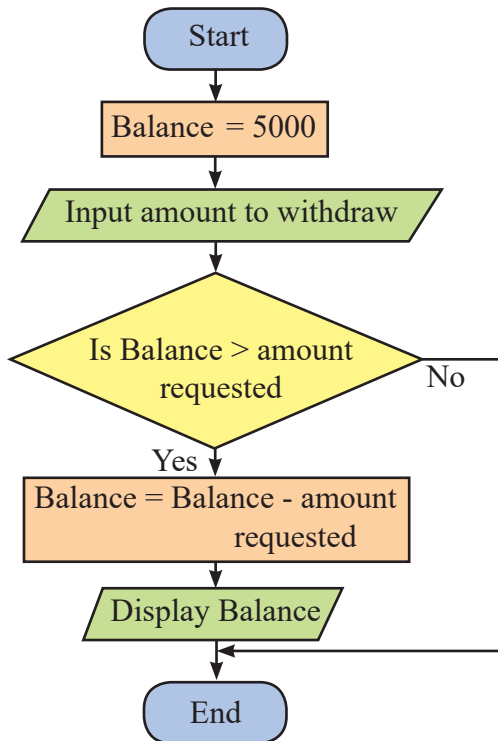 Start
Balance = 5000
Input amount to withdraw
Is Balance > amount
requested
No
Yes
Balance = Balance - amount
requested
Display Balance
End